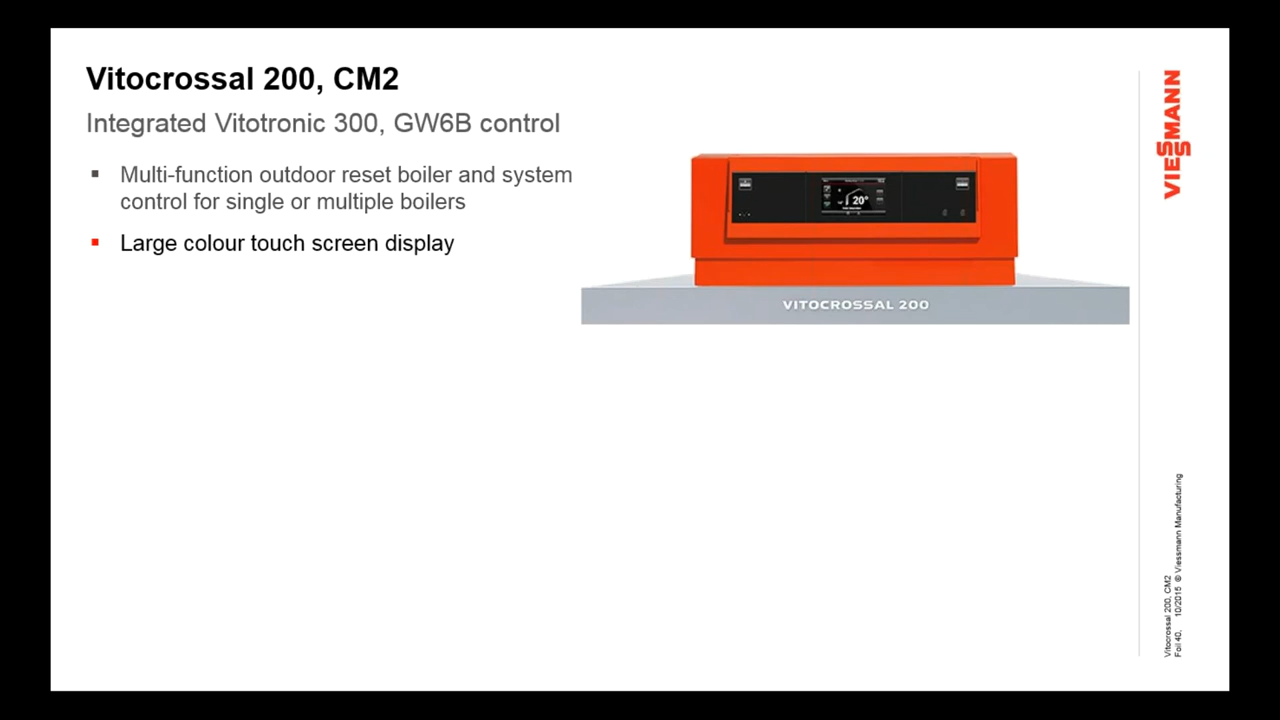 Vitocrossal 200, CM2
Integrated Vitotronic 300, GW6B control
Multi-function outdoor reset boiler and system
control for single or multiple boilers
Large colour touch screen display
20°
VITOCROSSAL 200
VIESMANN
Vitocrossal 200, CM2
Foil 40, 10/2015 © Viessmann Manufacturing